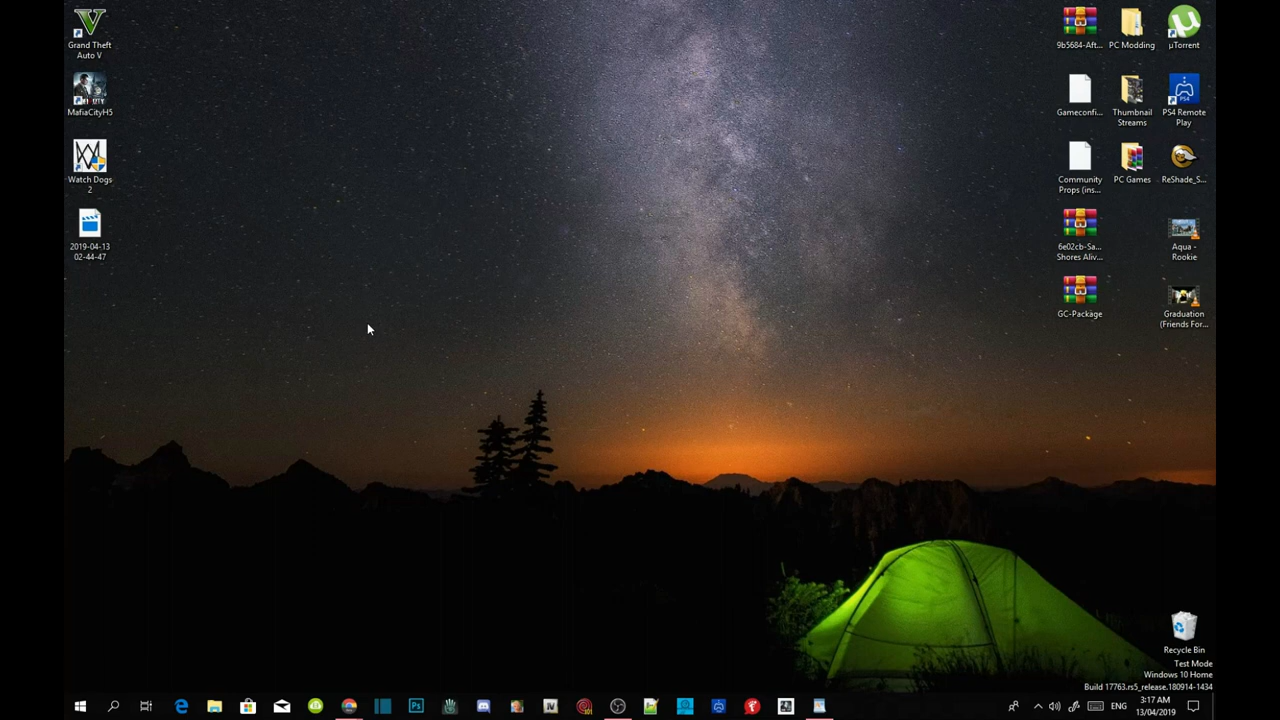 Grand Theft
Auto V
MafiaCityH5
Watch Dogs
2
2019-04-13
02-44-47
9b5684-Aft...
PC Modding
µTorrent
Gameconfi...
Thumbnail
Streams
PS4 Remote
Play
Community
Props (ins...
PC Games
ReShade_S...
6e02cb-Sa...
Shores Aliv...
Aqua -
Rookie
GC-Package
Graduation
(Friends For...
Recycle Bin
Test Mode
Windows 10 Home
Build 17763.rs5_release.180914-1434
Ps
IV
ENG
3:17 AM
13/04/2019